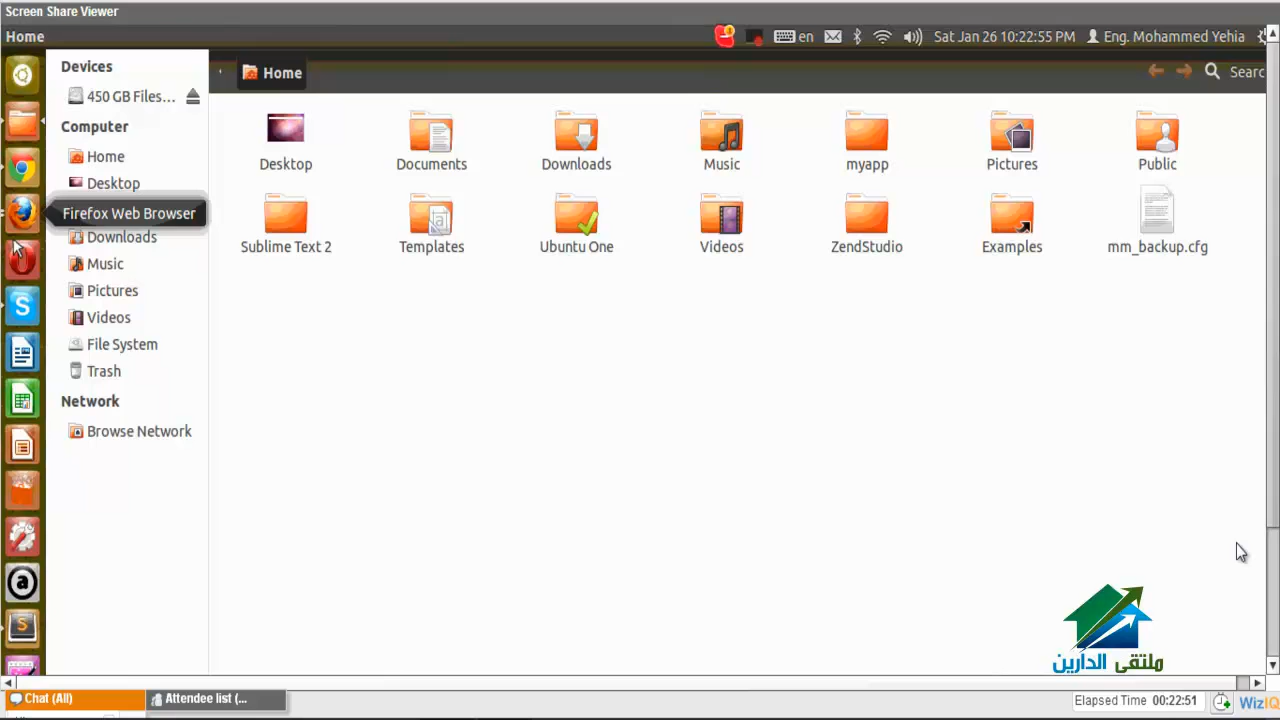 Screen Share Viewer
Home
en
Sat Jan 26 10:22:55 PM
Eng. Mohammed Yehia
Devices
450 GB Files...
Computer
Home
Desktop
Firefox Web Browser
Downloads
Music
Pictures
Videos
File System
Trash
Network
Browse Network
Home
Searc
Desktop
Documents
Downloads
Music
myapp
Pictures
Public
Sublime Text 2
Templates
Ubuntu One
Videos
ZendStudio
Examples
mm_backup.cfg
ملتقى الدارين
Chat (All)
Attendee list (...
Elapsed Time 00:22:51
WizIQ